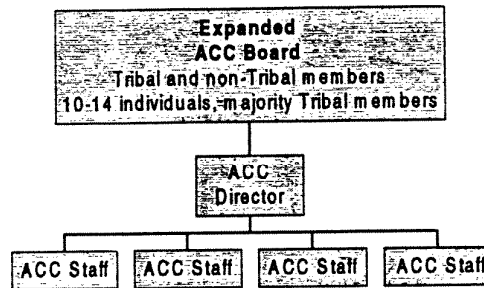 Expanded
ACC Board
Tribal and non-Tribal members
10-14 individuals, majority Tribal members
ACC
Director
ACC Staff ACC Staff ACC Staff ACC Staff